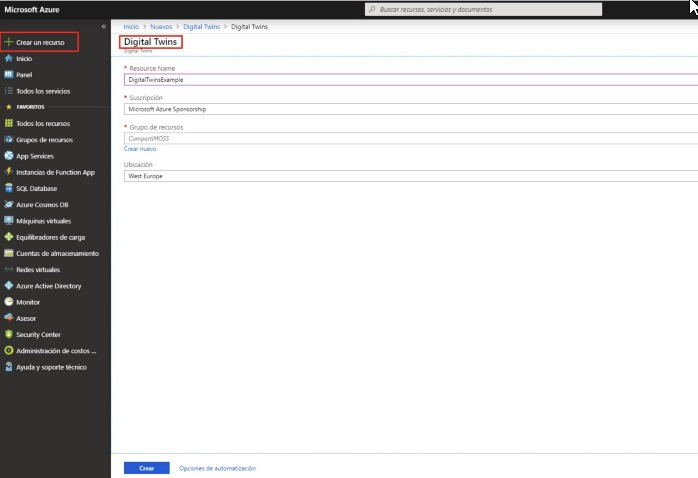 Microsoft Azure
Buscar recursos, servicios y documentos
«
Crear un recurso
Inicio
Panel
Todos los servicios
FAVORITOS
Todos los recursos
Grupos de recursos
App Services
Instancias de Function App
SQL Database
Azure Cosmos DB
Máquinas virtuales
Equilibradores de carga
Cuentas de almacenamiento
Redes virtuales
Azure Active Directory
Monitor
Asesor
Security Center
Administración de costos ...
Ayuda y soporte técnico
Inicio > Nuevos > Digital Twins > Digital Twins
Digital Twins
Digital Twins
* Resource Name
DigitalTwinsExample
* Suscripción
Microsoft Azure Sponsorship
* Grupo de recursos
CompartiMOSS
Crear nuevo
Ubicación
West Europe
Crear
Opciones de automatización